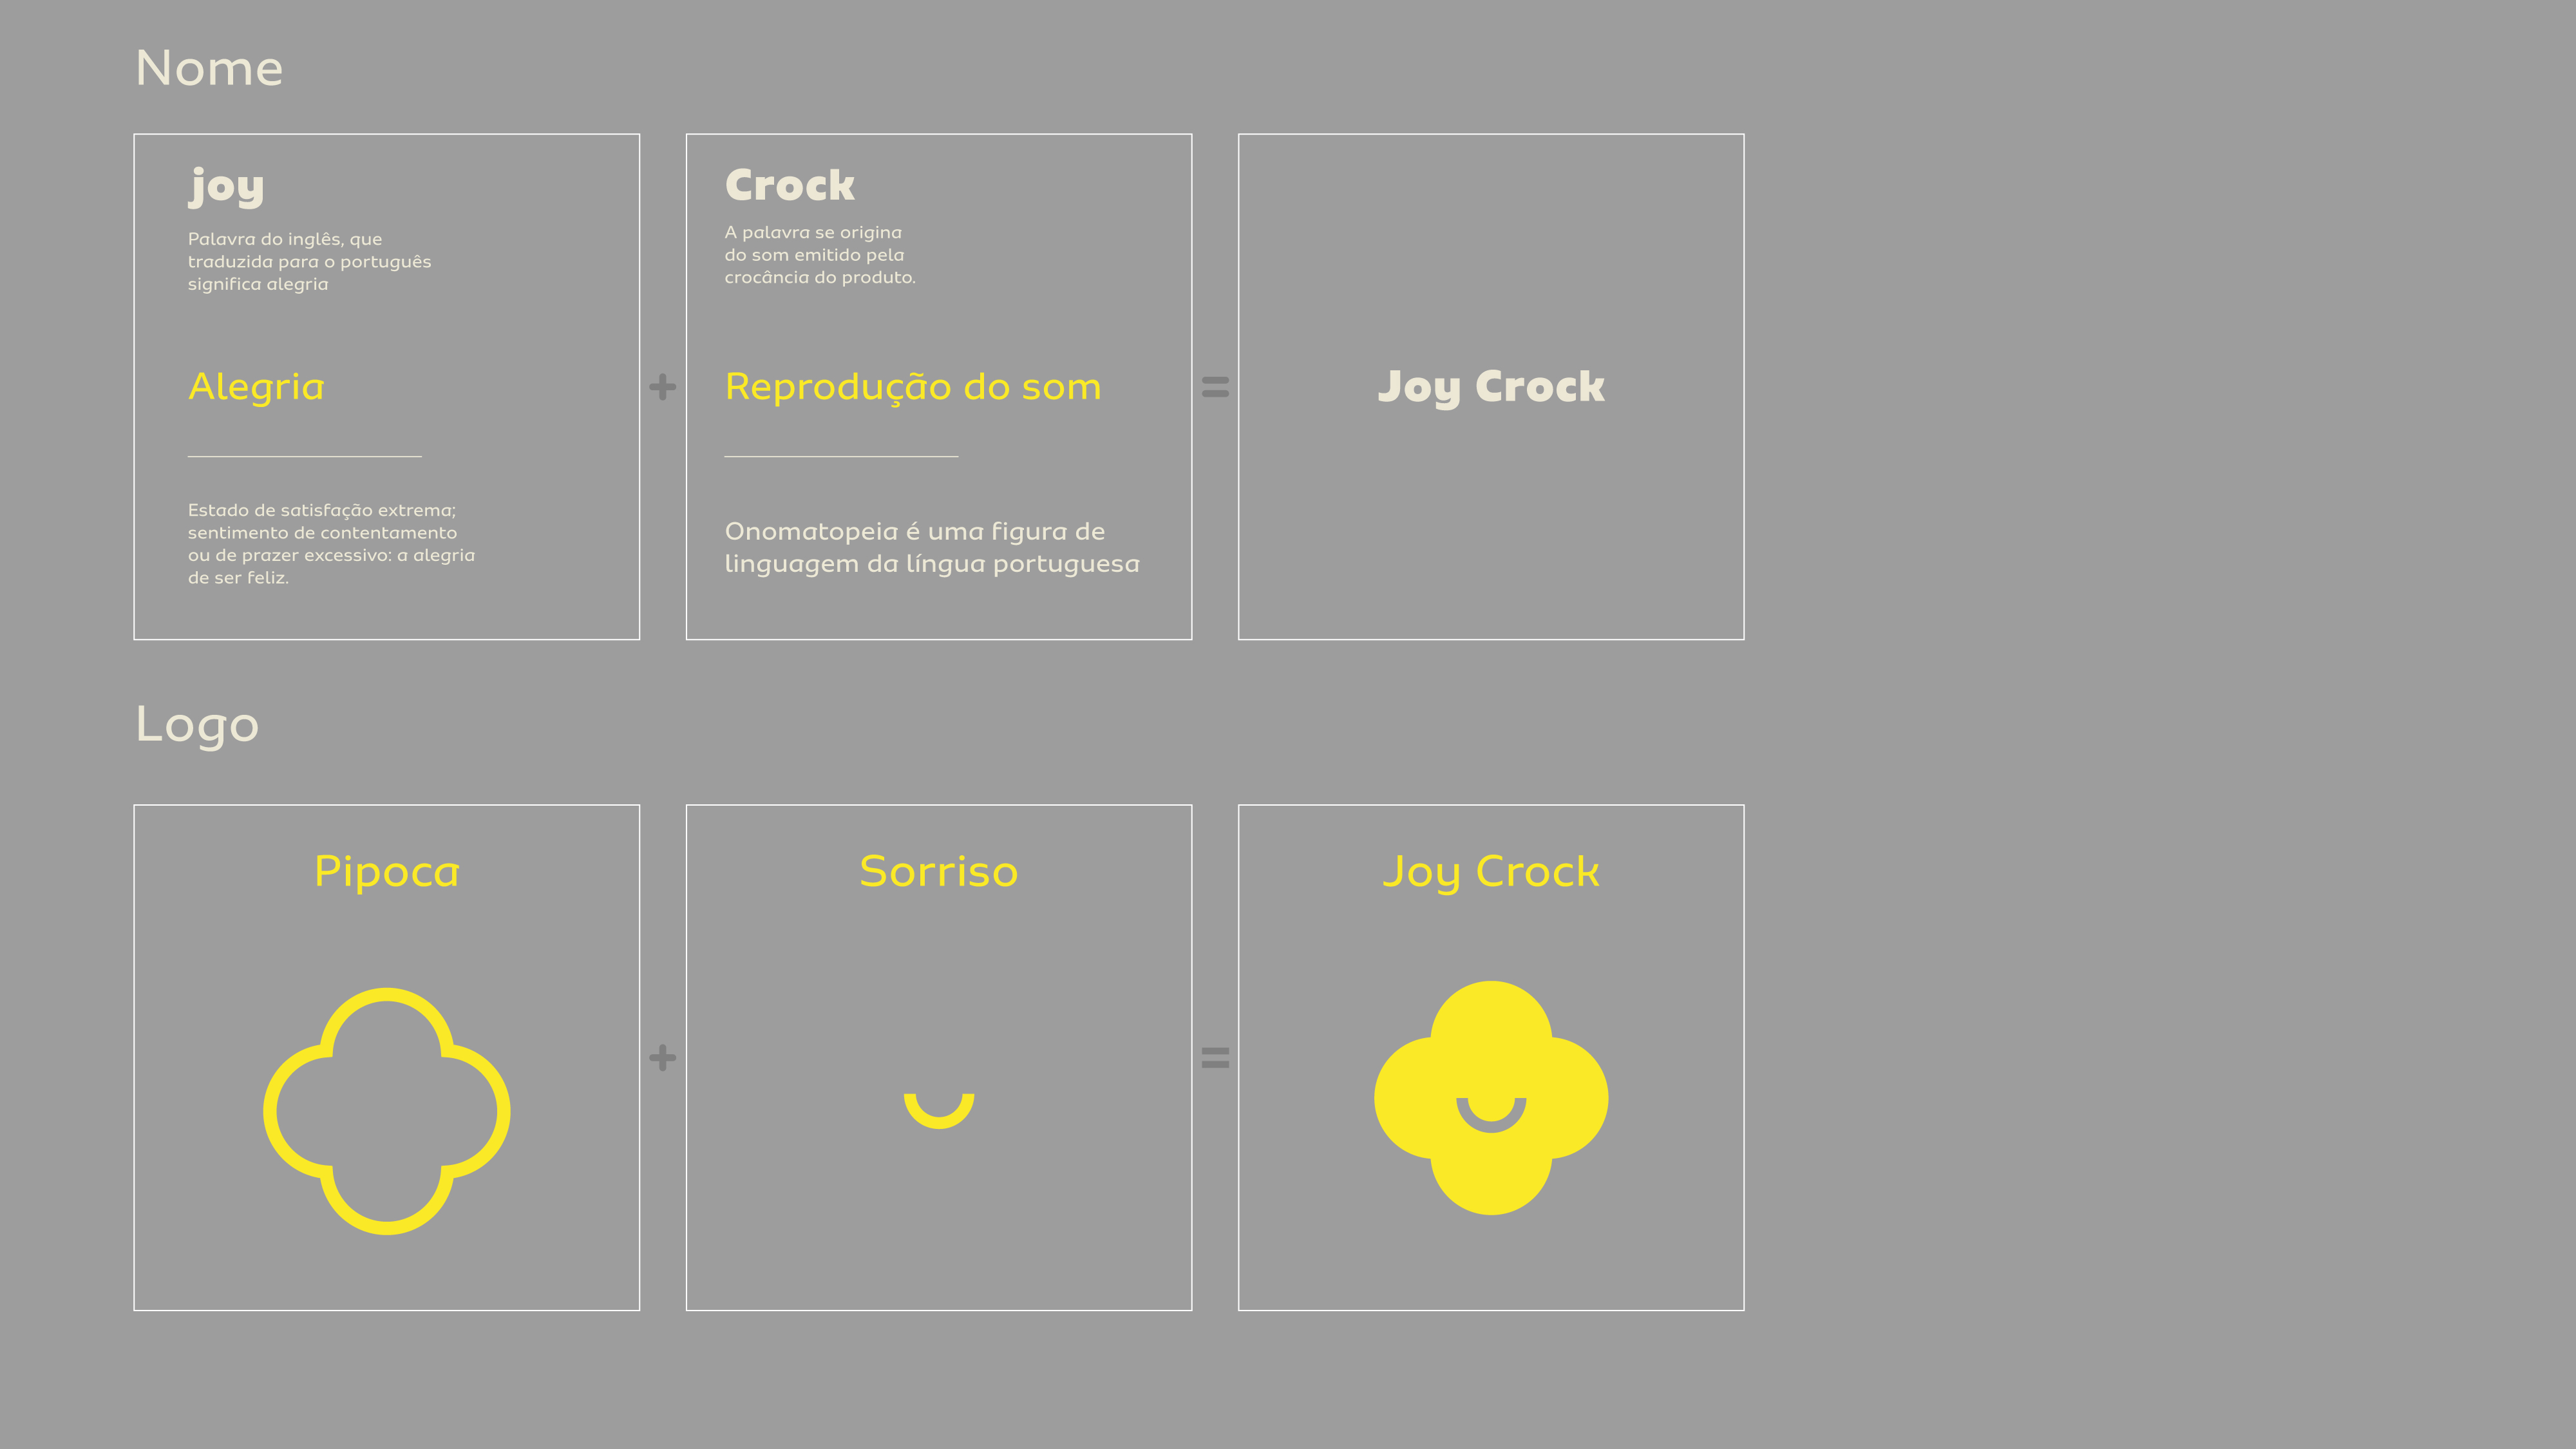 Nome
joy
Palavra do inglês, que
traduzida para o português
significa alegria
Alegria
Estado de satisfação extrema;
sentimento de contentamento
ou de prazer excessivo: a alegria
de ser feliz.
+
Crock
A palavra se origina
do som emitido pela
crocância do produto.
Reprodução do som
Onomatopeia é uma figura de
linguagem da língua portuguesa
=
Joy Crock
Logo
Pipoca
+
Sorriso
=
Joy Crock